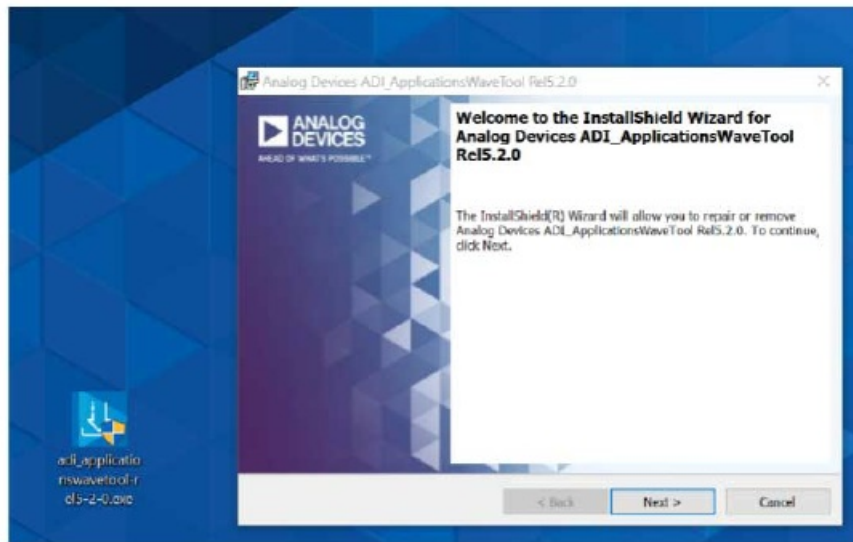 Analog Devices ADI_ApplicationsWaveTool Rel5.2.0
ANALOG
DEVICES
AHEAD OF WHAT'S POSSIBLE™
Welcome to the InstallShield Wizard for
Analog Devices ADI_ApplicationsWaveTool
Rel5.2.0
The InstallShield(R) Wizard will allow you to repair or remove
Analog Devices ADI_ApplicationsWaveTool Rel5.2.0. To continue,
click Next.
adi_applicatio
nswavetool-r
el5-2-0.exe
< Back
Next >
Cancel